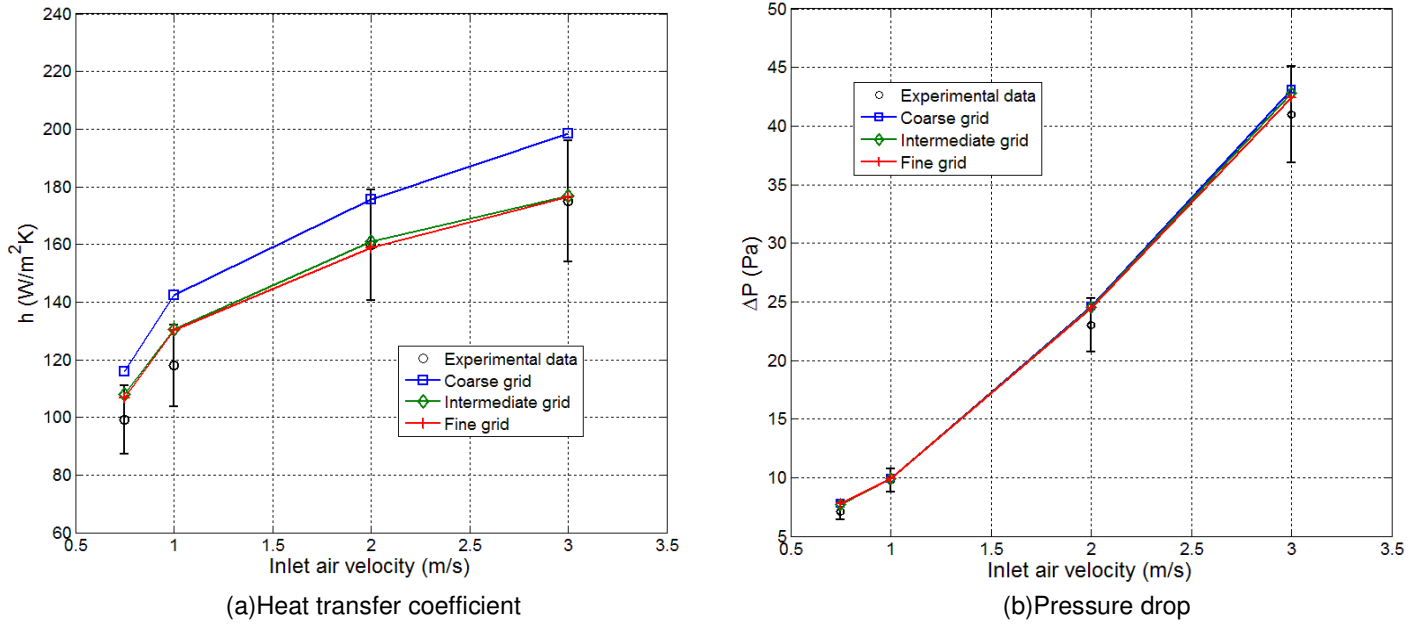 240
220
200
180
160
140
120
100
80
60
h (W/m²K)
Experimental data
Coarse grid
Intermediate grid
Fine grid
0.5 1 1.5 2 2.5 3 3.5
Inlet air velocity (m/s)
(a)Heat transfer coefficient
50
45
40
35
30
25
20
15
10
5
ΔP (Pa)
Experimental data
Coarse grid
Intermediate grid
Fine grid
0.5 1 1.5 2 2.5 3 3.5
Inlet air velocity (m/s)
(b)Pressure drop